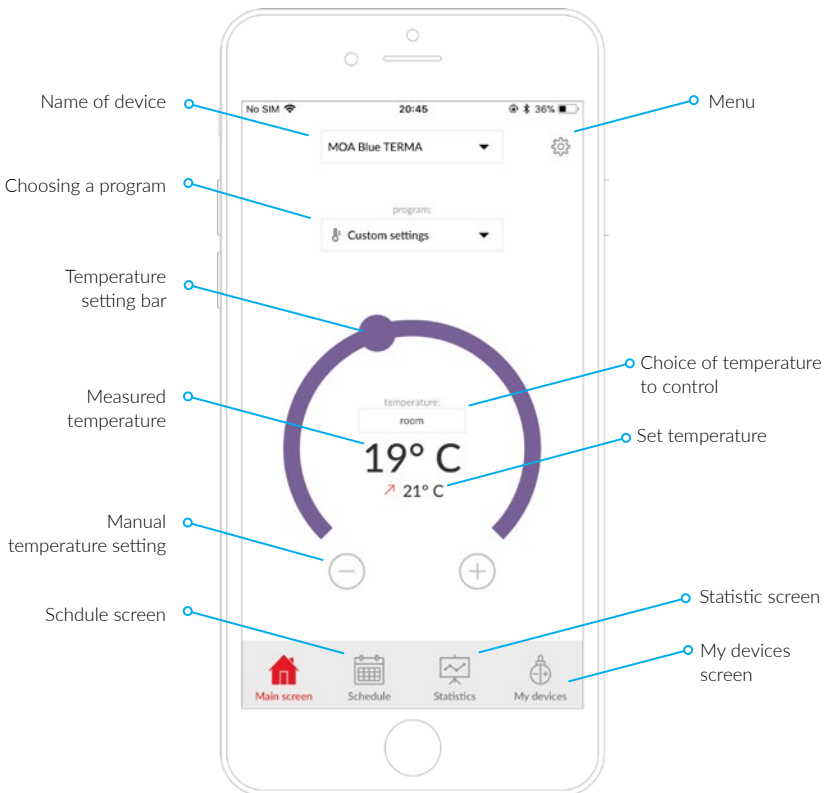 Name of device
Menu
No SIM
20:45
36%
MOA Blue TERMA
Choosing a program
program:
Custom settings
Temperature
setting bar
Choice of temperature
to control
Measured
temperature
temperature:
room
19° C
Set temperature
21° C
Manual
temperature setting
Schdule screen
Statistic screen
My devices
screen
Main screen
Schedule
Statistics
My devices